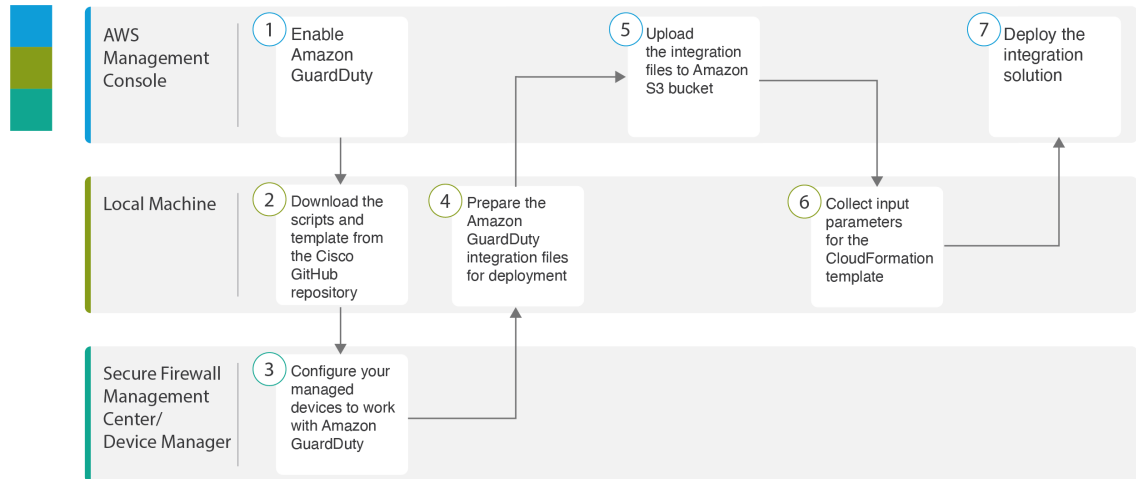 AWS
Management
Console
1
Enable
Amazon
GuardDuty
5
Upload
the integration
files to Amazon
S3 bucket
7
Deploy the
integration
solution
Local Machine
2
Download the
scripts and
template from
the Cisco
GitHub
repository
4
Prepare the
Amazon
GuardDuty
integration files
for deployment
6
Collect input
parameters
for the
CloudFormation
template
Secure Firewall
Management
Center/
Device Manager
3
Configure your
managed
devices to work
with Amazon
GuardDuty